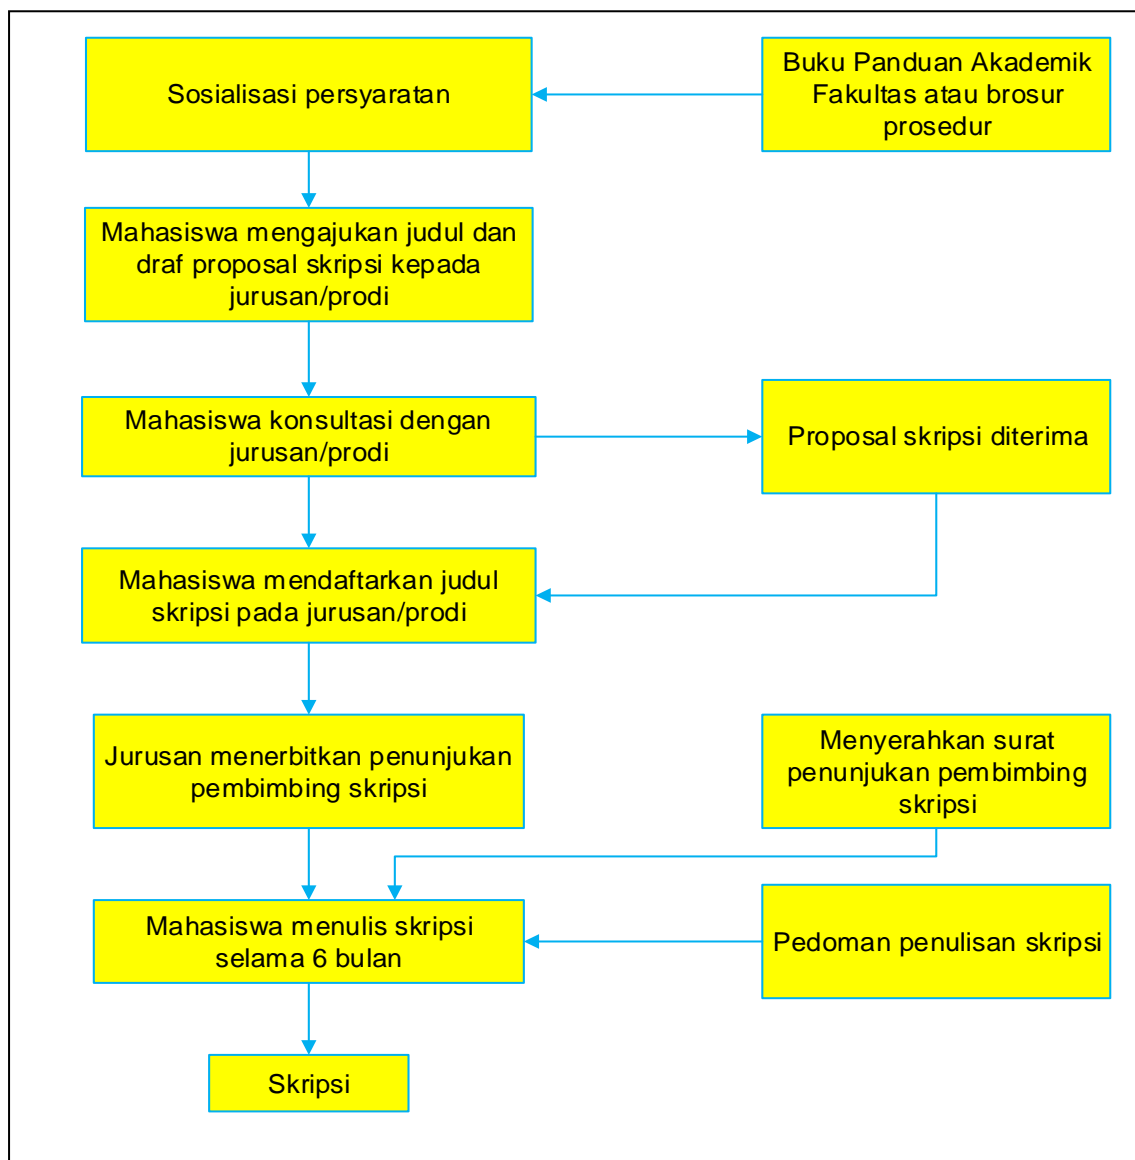 Sosialisasi persyaratan
Buku Panduan Akademik
Fakultas atau brosur
prosedur
Mahasiswa mengajukan judul dan
draf proposal skripsi kepada
jurusan/prodi
Mahasiswa konsultasi dengan
jurusan/prodi
Proposal skripsi diterima
Mahasiswa mendaftarkan judul
skripsi pada jurusan/prodi
Jurusan menerbitkan penunjukan
pembimbing skripsi
Menyerahkan surat
penunjukan pembimbing
skripsi
Mahasiswa menulis skripsi
selama 6 bulan
Pedoman penulisan skripsi
Skripsi